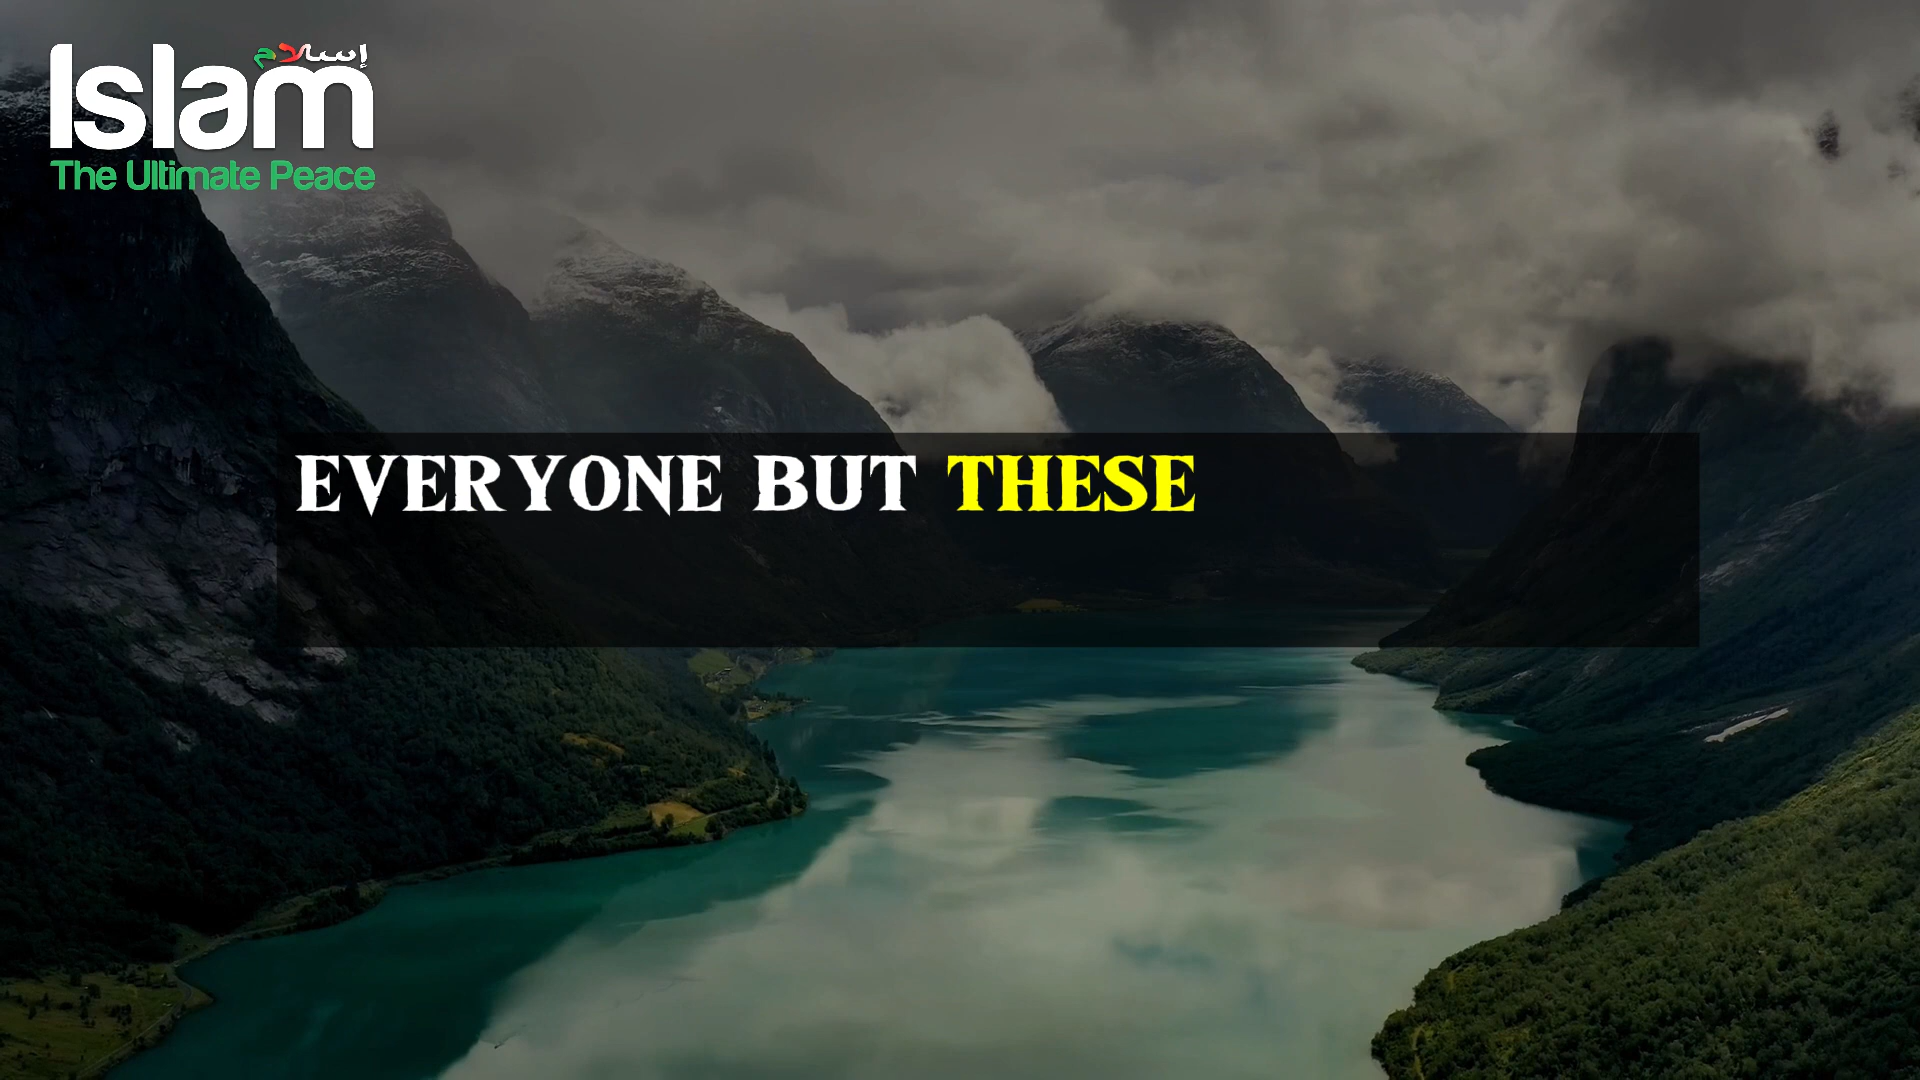 إسلام
Islam
The Ultimate Peace
EVERYONE BUT THESE